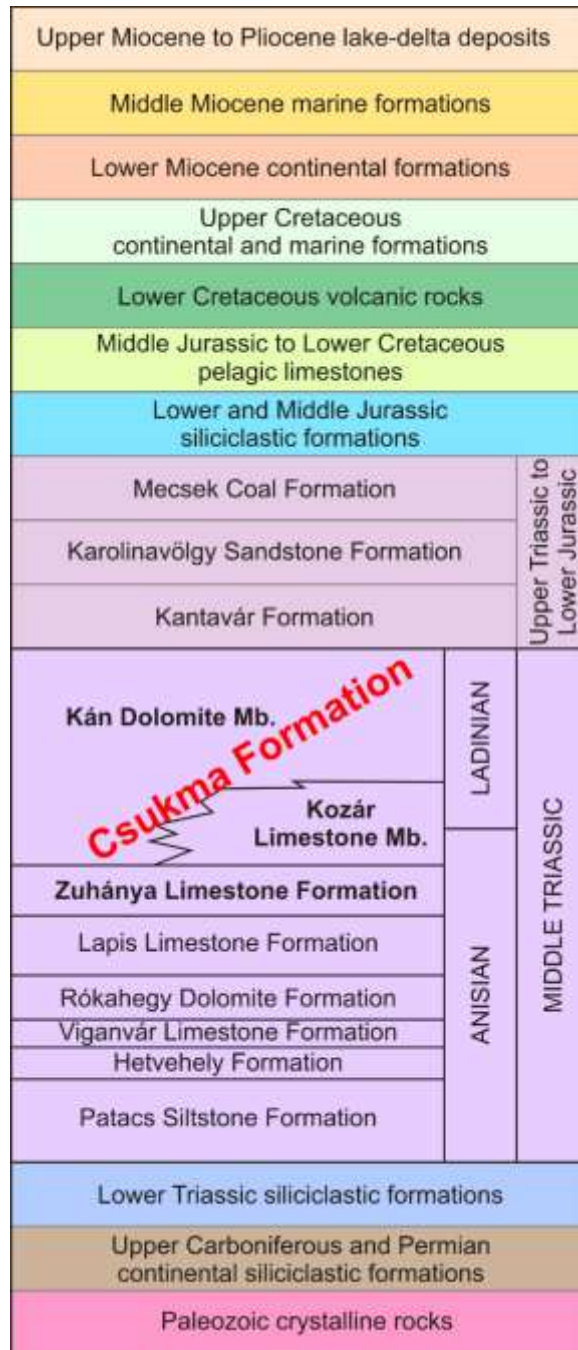 Upper Miocene to Pliocene lake-delta deposits
Middle Miocene marine formations
Lower Miocene continental formations
Upper Cretaceous
continental and marine formations
Lower Cretaceous volcanic rocks
Middle Jurassic to Lower Cretaceous
pelagic limestones
Lower and Middle Jurassic
siliciclastic formations
Mecsek Coal Formation
Karolinavölgy Sandstone Formation
Kantavár Formation
Upper Triassic to
Lower Jurassic
Kán Dolomite Mb.
Csukma Formation
Kozár
Limestone Mb.
LADINIAN
Zuhánya Limestone Formation
Lapis Limestone Formation
Rókahegy Dolomite Formation
Viganvár Limestone Formation
Hetvehely Formation
Patacs Siltstone Formation
ANISIAN
MIDDLE TRIASSIC
Lower Triassic siliciclastic formations
Upper Carboniferous and Permian
continental siliciclastic formations
Paleozoic crystalline rocks